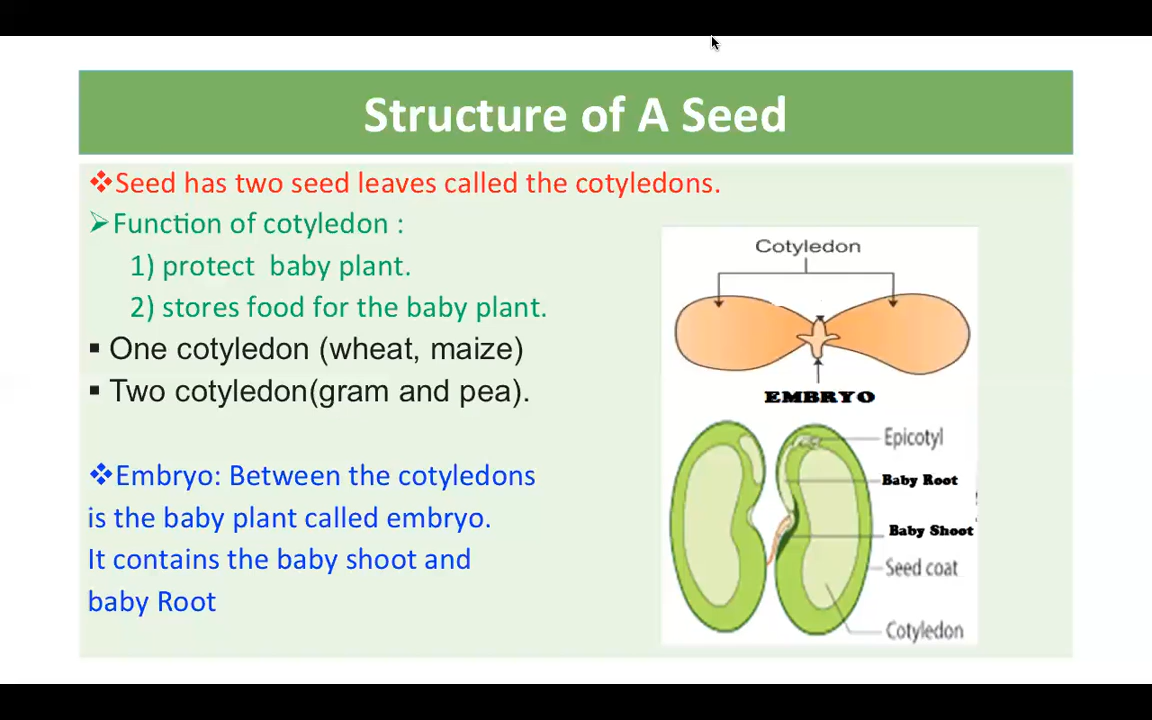 Structure of A Seed
❖Seed has two seed leaves called the cotyledons.
➢Function of cotyledon :
1) protect baby plant.
2) stores food for the baby plant.
▪ One cotyledon (wheat, maize)
▪ Two cotyledon(gram and pea).
❖Embryo: Between the cotyledons
is the baby plant called embryo.
It contains the baby shoot and
baby Root
Cotyledon
EMBRYO
Epicotyl
Baby Root
Baby Shoot
Seed coat
Cotyledon